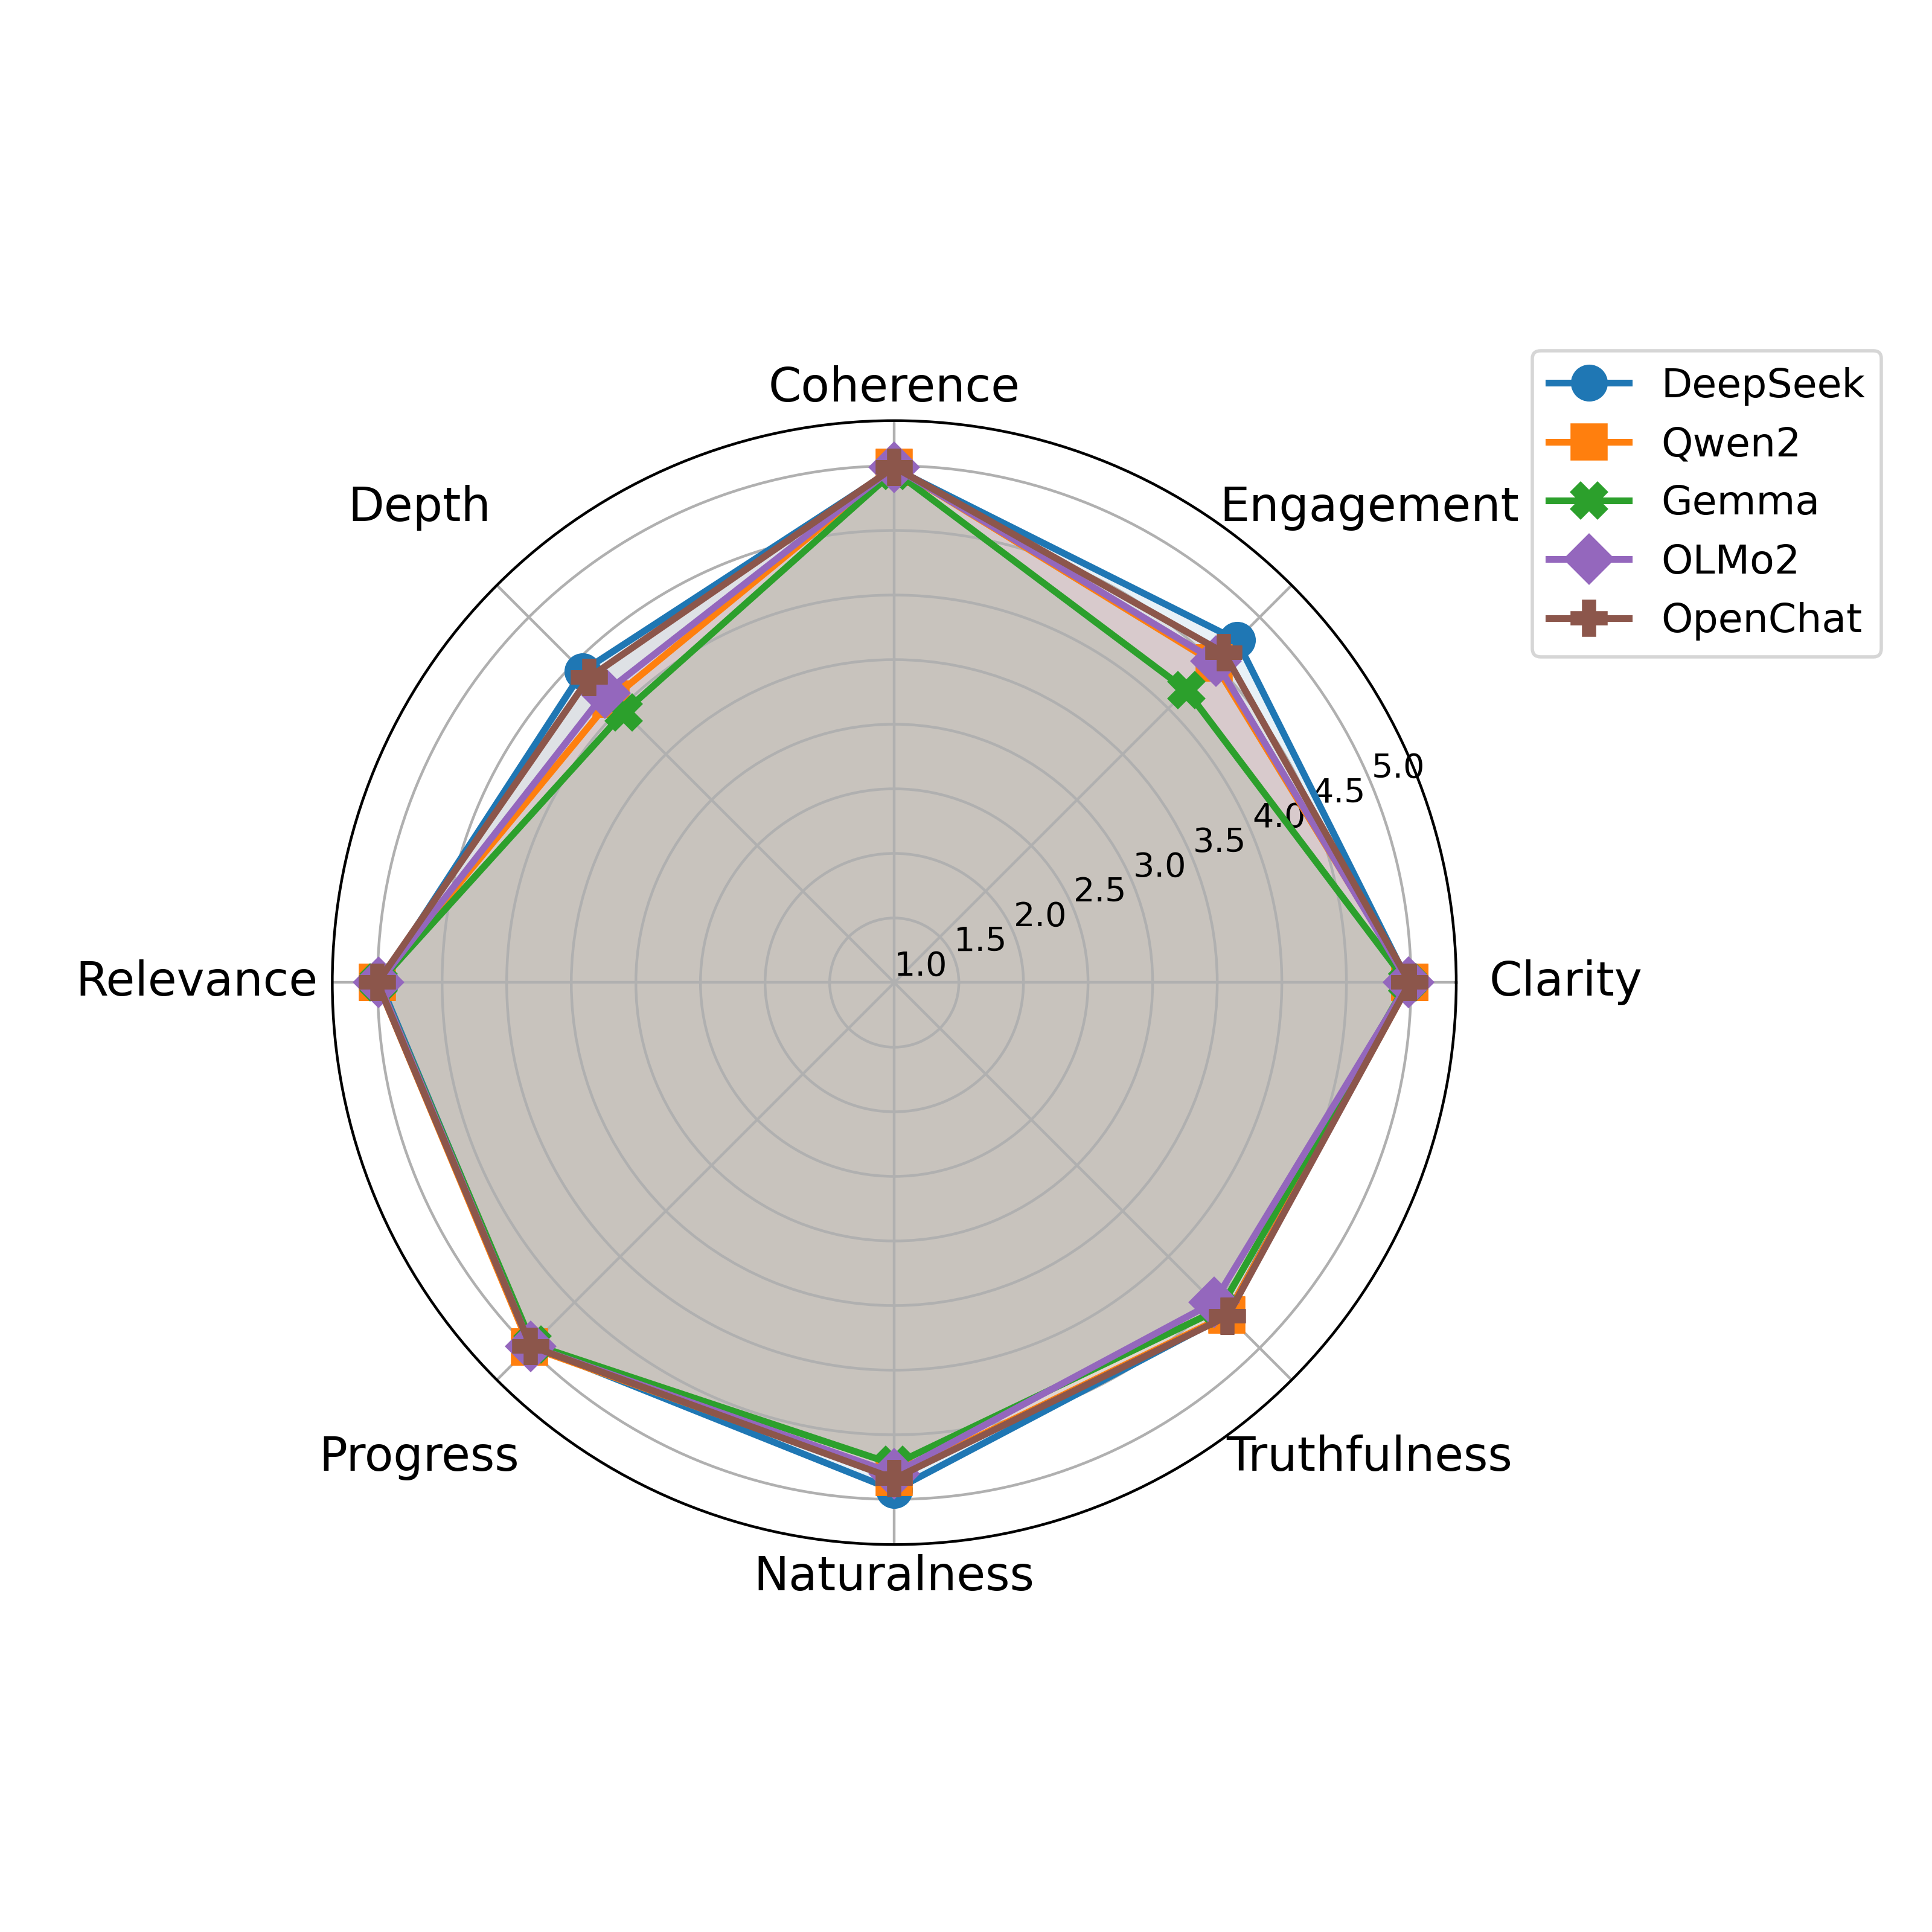 Coherence
DeepSeek
Qwen2
Gemma
OLMo2
OpenChat
Depth
Engagement
5.0
4.5
4.0
3.5
3.0
2.5
2.0
1.5
1.0
Relevance
Clarity
Progress
Truthfulness
Naturalness